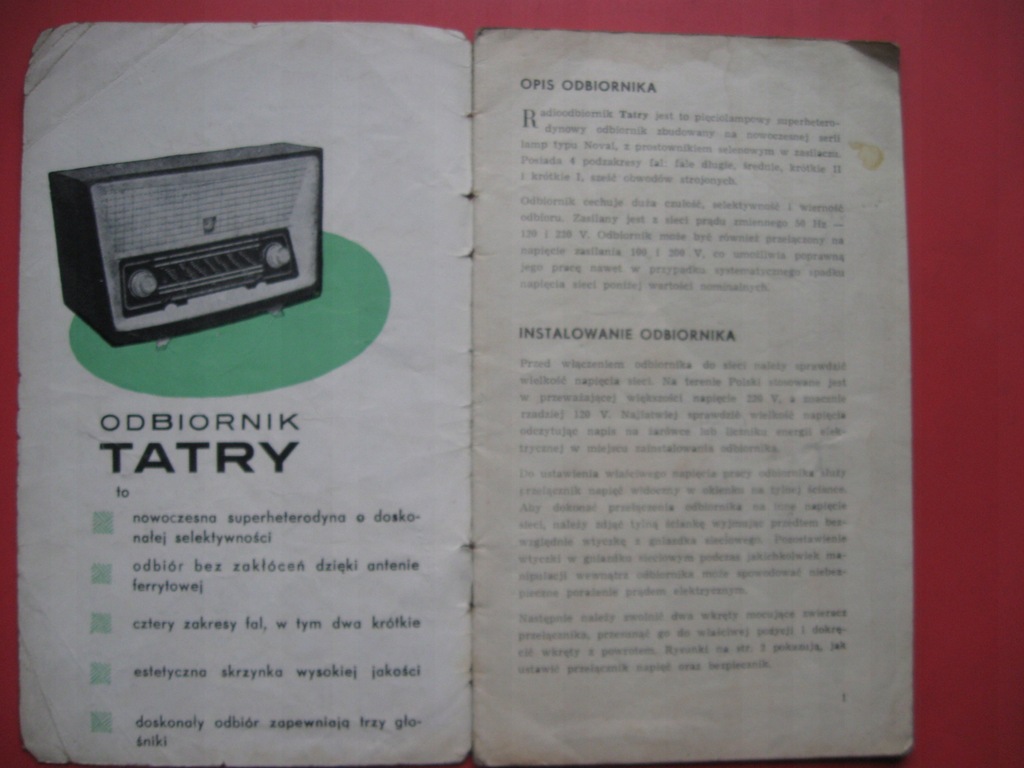 ODBIORNIK
TATRY
to
nowoczesna superheterodyna o dosko-
nałej selektywności
odbiór bez zakłóceń dzięki antenie
ferrytowej
cztery zakresy fal, w tym dwa krótkie
estetyczna skrzynka wysokiej jakości
doskonały odbiór zapewniają trzy gło-
śniki
OPIS ODBIORNIKA
Radioodbiornik Tatry jest to pięciolampowy superhetero-
dynowy odbiornik zbudowany na nowoczesnej serii
lamp typu Noval, z prostownikiem selenowym w zasilaczu.
Posiada 4 podzakresy fal: fale długie, średnie, krótkie II
i krótkie I, sześć obwodów strojonych.
Odbiornik cechuje duża czułość, selektywność i wierność
odbioru. Zasilany jest z sieci prądu zmiennego 50 Hz —
120 i 220 V. Odbiornik może być również przełączony na
napięcie zasilania 100 i 200 V, co umożliwia poprawną
jego pracę nawet w przypadku systematycznego spadku
napięcia sieci poniżej wartości nominalnych.
INSTALOWANIE ODBIORNIKA
Przed włączeniem odbiornika do sieci należy sprawdzić
wielkość napięcia sieci. Na terenie Polski stosowane jest
w przeważającej większości napięcie 220 V, a znacznie
rzadziej 120 V. Najłatwiej sprawdzić wielkość napięcia
odczytując napis na żarówce lub liczniku energii elek-
trycznej w miejscu zainstalowania odbiornika.
Do ustawienia właściwego napięcia pracy odbiornika służy
przełącznik napięć widoczny w okienku na tylnej ściance.
Aby dokonać przełączenia odbiornika na inne napięcie
sieci, należy zdjąć tylną ściankę wyjmując przedtem bez-
względnie wtyczkę z gniazdka sieciowego. Pozostawienie
wtyczki w gniazdku sieciowym podczas jakichkolwiek ma-
nipulacji wewnątrz odbiornika może spowodować niebez-
pieczne porażenie prądem elektrycznym.
Następnie należy zwolnić dwa wkręty mocujące zwieracz
przełącznika, przesunąć go do właściwej pozycji i dokrę-
cić wkręty z powrotem. Rysunki na str. 2 pokazują, jak
ustawić przełącznik napięć oraz bezpiecznik.
1